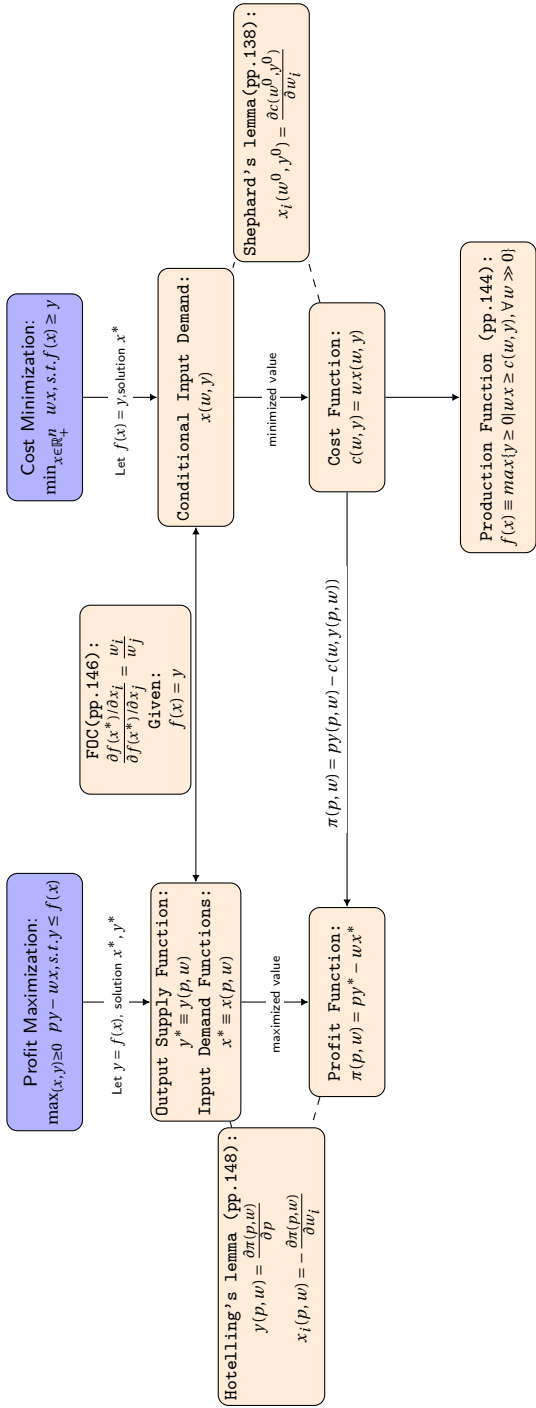 Profit Maximization:
max_{(x,y)≥0} py − wx, s.t. y ≤ f(x)
Let y = f(x), solution x*, y*
Output Supply Function:
y* ≡ y(p, w)
Input Demand Functions:
x* ≡ x(p, w)
maximized value
Profit Function:
π(p, w) = py* − wx*
Hotelling's lemma (pp.148):
y(p, w) = ∂π(p,w)/∂p
x_i(p, w) = − ∂π(p,w)/∂w_i
FOC(pp.146):
∂f(x*)/∂x_i / ∂f(x*)/∂x_j = w_i/w_j
Given:
f(x) = y
π(p, w) = py(p, w) − c(w, y(p, w))
Cost Minimization:
min_{x∈ℝ^n_+} wx, s.t. f(x) ≥ y
Let f(x) = y,solution x*
Conditional Input Demand:
x(w, y)
minimized value
Cost Function:
c(w, y) = wx(w, y)
Shephard's lemma(pp.138):
x_i(w^0, y^0) = ∂c(w^0,y^0)/∂w_i
Production Function (pp.144):
f(x) ≡ max{y ≥ 0|wx ≥ c(w, y), ∀w ≫ 0}